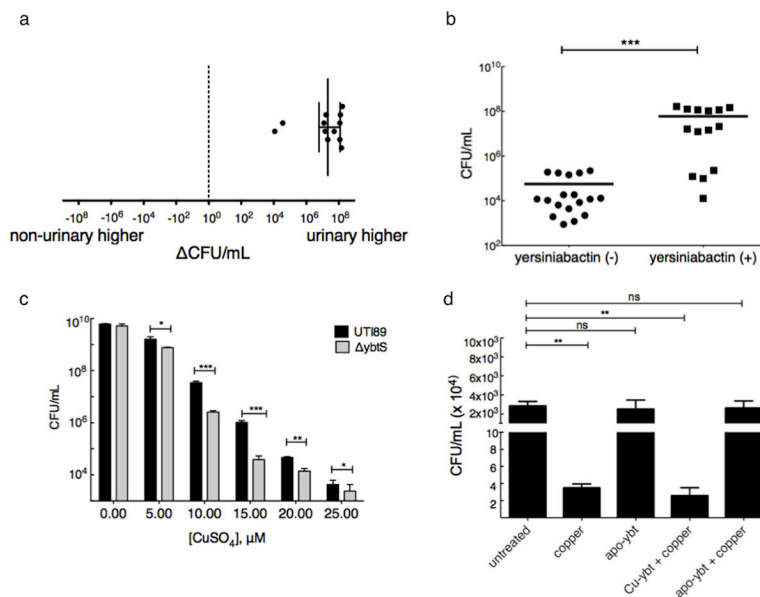 a
-10⁸ -10⁶ -10⁴ -10² 10⁰ 10² 10⁴ 10⁶ 10⁸
non-urinary higher urinary higher
ΔCFU/mL
b
***
CFU/mL
10¹⁰
10⁸
10⁶
10⁴
10²
yersiniabactin (-) yersiniabactin (+)
c
UTI89
ΔybtS
CFU/mL
10¹⁰
10⁸
10⁶
10⁴
* *** *** ** *
0.00 5.00 10.00 15.00 20.00 25.00
[CuSO₄], µM
d
ns
**
ns
**
CFU/mL (x 10⁴)
10x10³
8x10³
6x10³
4x10³
2x10³
10
8
6
4
2
untreated
copper
apo-ybt
Cu-ybt + copper
apo-ybt + copper